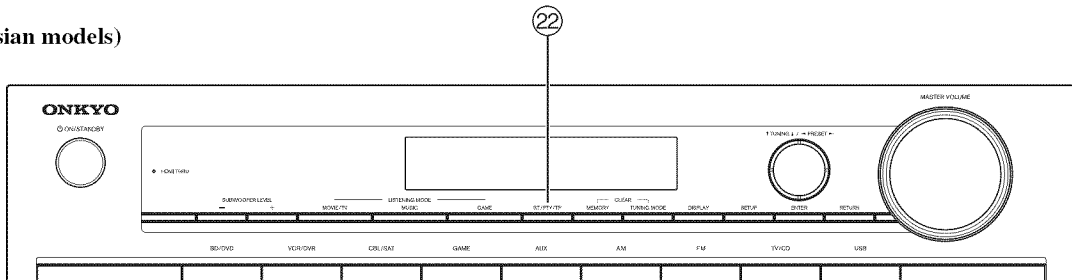 22
sian models)
MASTER VOLUME
ONKYO
ON/STANDBY
TUNING / PRESET
HDMI THRU
SUBWOOFER LEVEL
LISTENING MODE
CLEAR
− + MOVIE/TV MUSIC GAME RT/PTY/TP MEMORY TUNING MODE DISPLAY SETUP ENTER RETURN
BD/DVD VCR/DVR CBL/SAT GAME AUX AM FM TV/CD USB